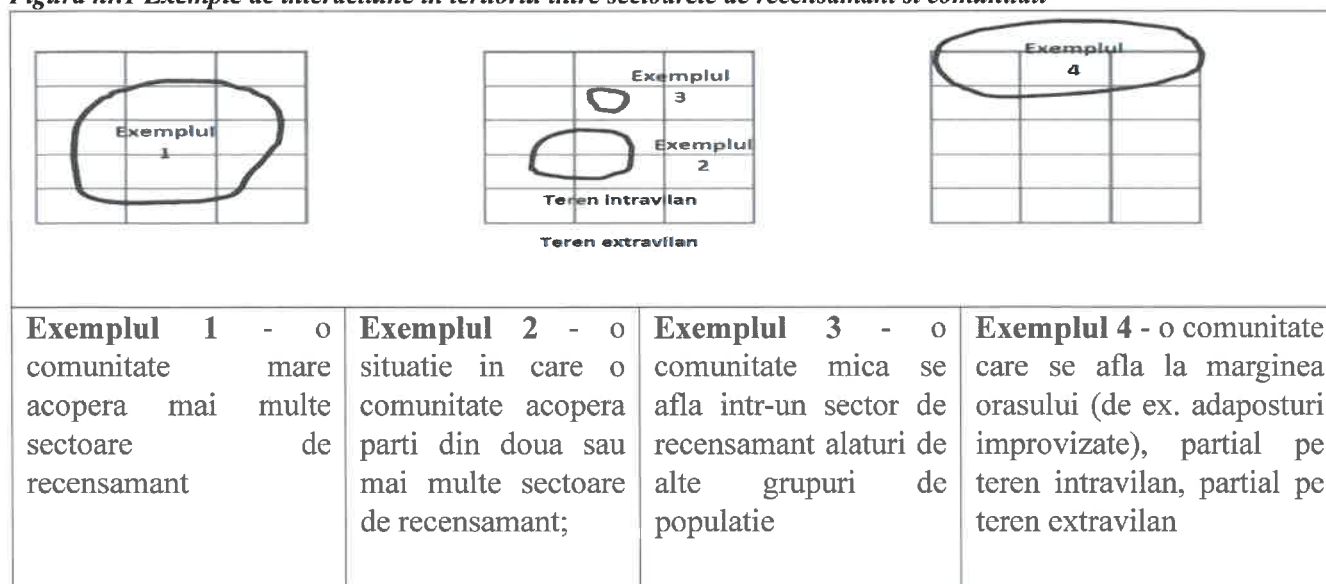 Figura nr.1 Exemple de interactiune in teritoriu intre sectoarele de recensamant si comunitati
Exemplul
1
Exemplul
3
Exemplul
2
Teren intravilan
Teren extravilan
Exemplul
4
Exemplul 1 - o
comunitate mare
acopera mai multe
sectoare de
recensamant
Exemplul 2 - o
situatie in care o
comunitate acopera
parti din doua sau
mai multe sectoare
de recensamant;
Exemplul 3 - o
comunitate mica se
afla intr-un sector de
recensamant alaturi de
alte grupuri de
populatie
Exemplul 4 - o comunitate
care se afla la marginea
orasului (de ex. adaposturi
improvizate), partial pe
teren intravilan, partial pe
teren extravilan